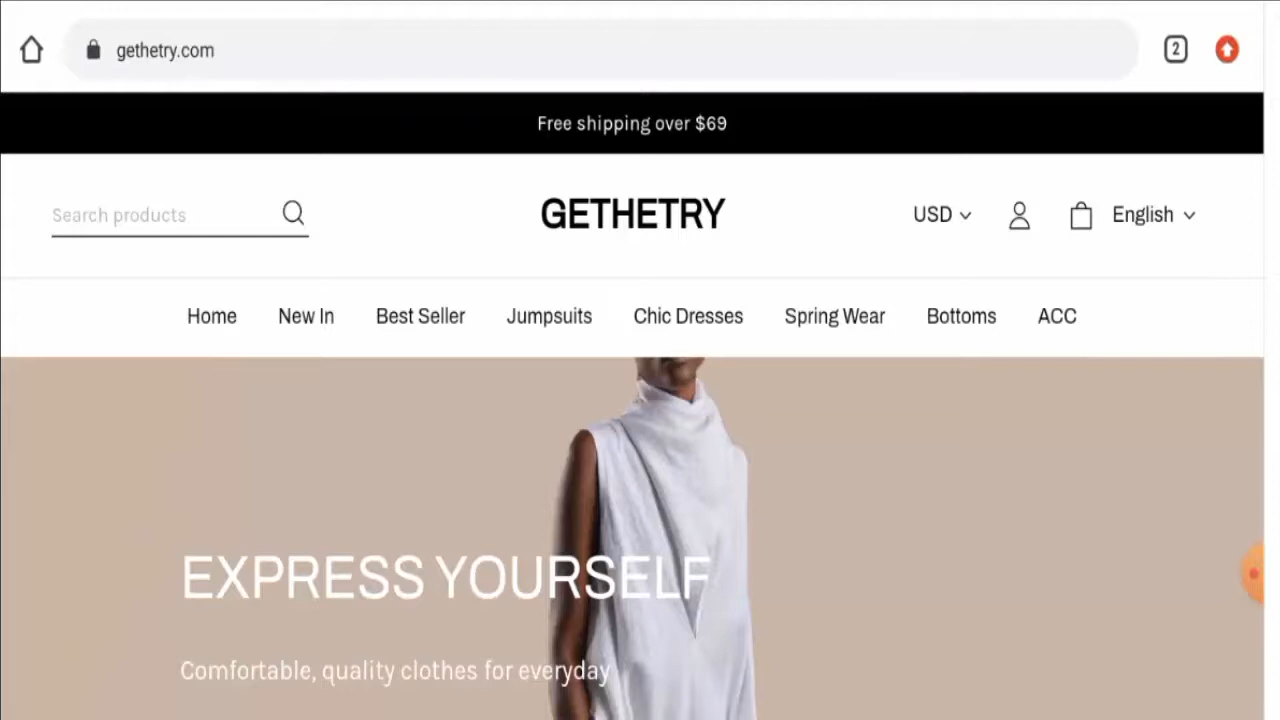 gethetry.com
2
Free shipping over $69
Search products
GETHETRY
USD
English
Home New In Best Seller Jumpsuits Chic Dresses Spring Wear Bottoms ACC
EXPRESS YOURSELF
Comfortable, quality clothes for everyday